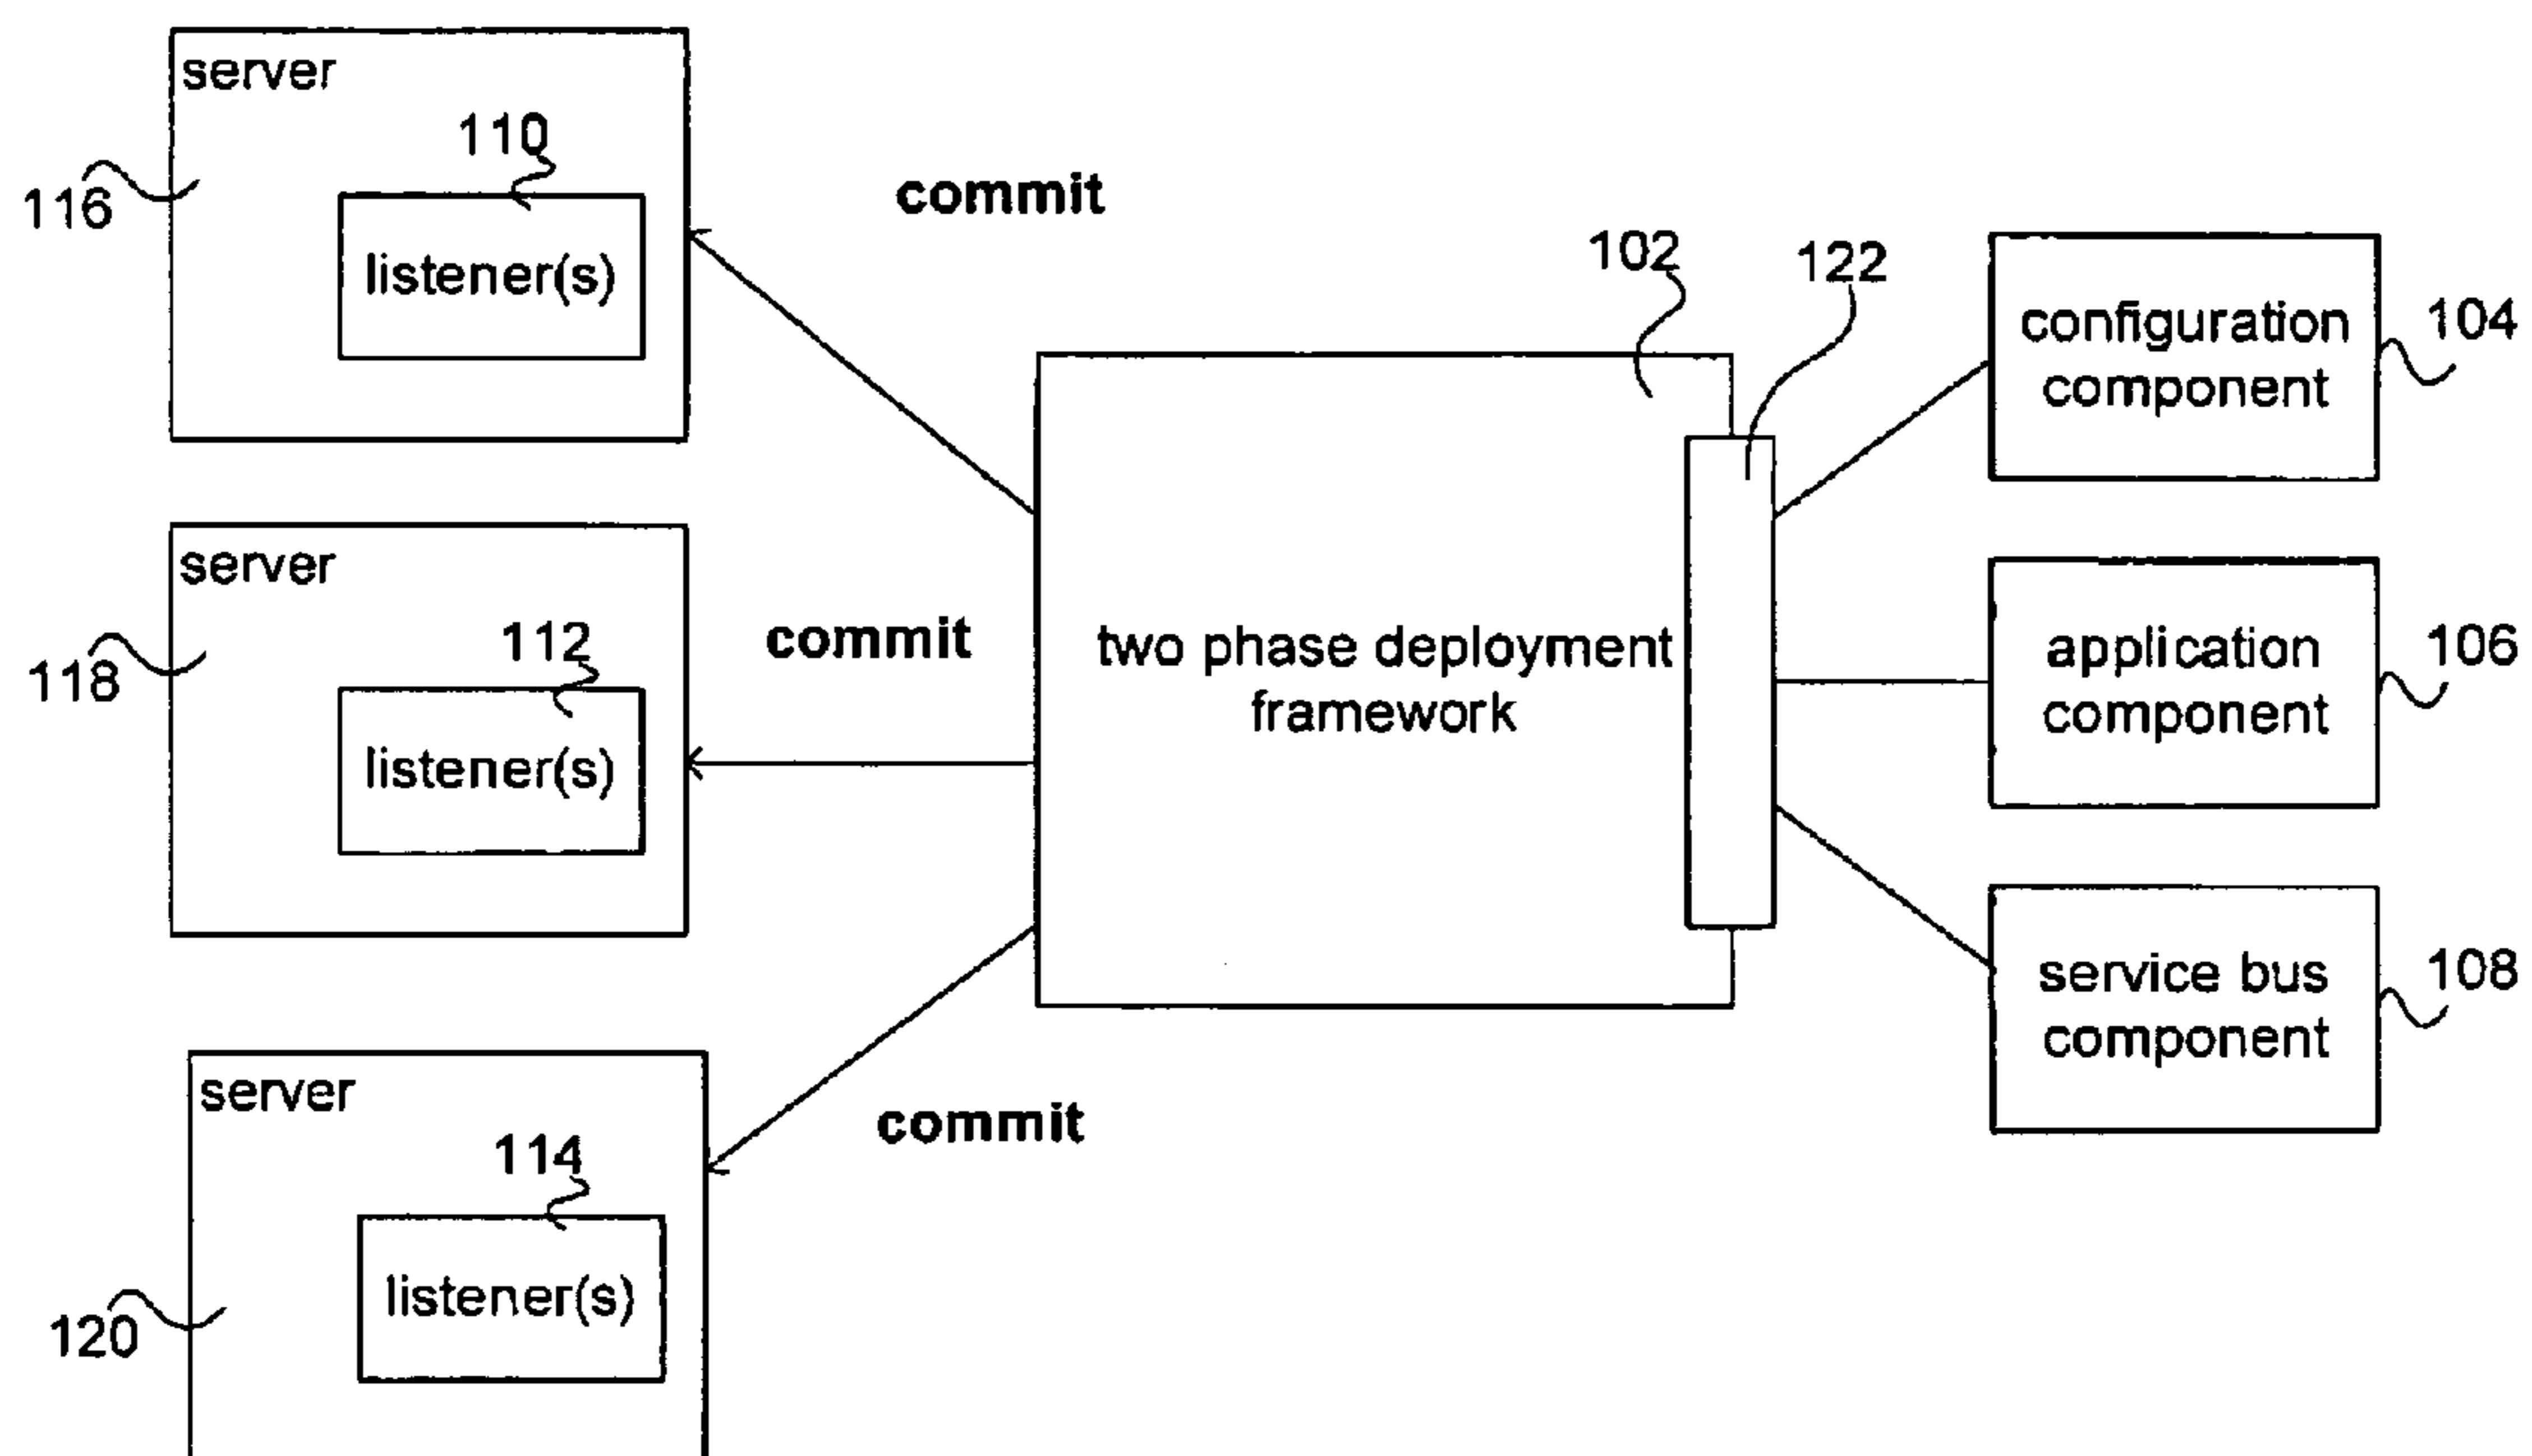 server
110
116
listener(s)
commit
server
112
118
listener(s)
commit
server
114
120
listener(s)
commit
102
122
two phase deployment
framework
configuration
component
104
application
component
106
service bus
component
108